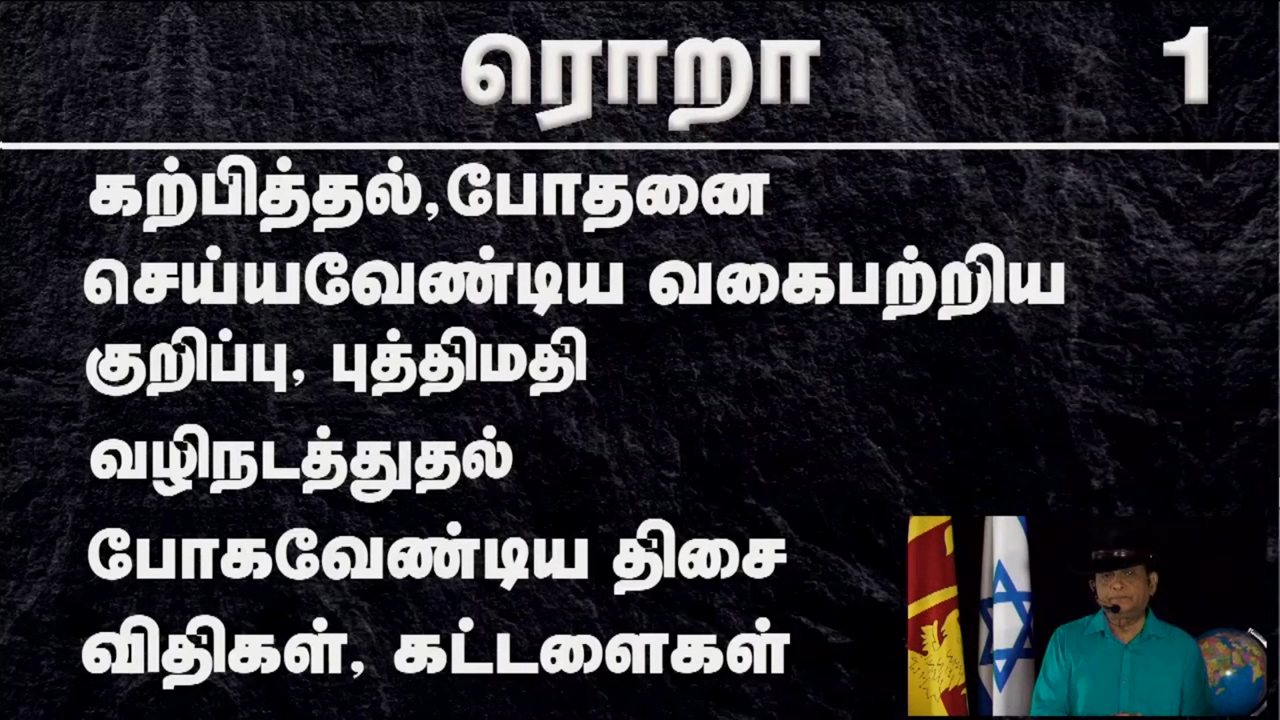 ரொறா
1
கற்பித்தல்,போதனை
செய்யவேண்டிய வகைபற்றிய
குறிப்பு, புத்திமதி
வழிநடத்துதல்
போகவேண்டிய திசை
விதிகள், கட்டளைகள்